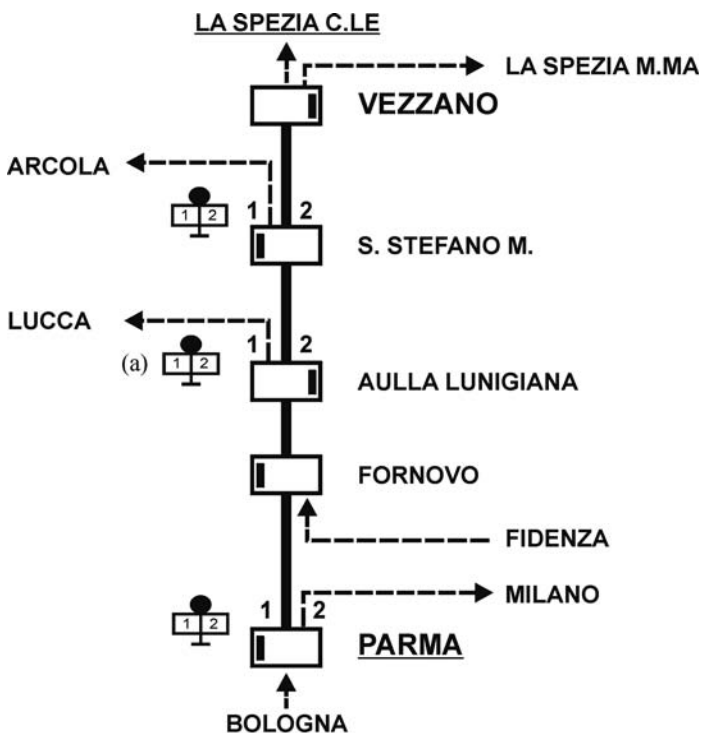 LA SPEZIA C.LE
LA SPEZIA M.MA
VEZZANO
ARCOLA
1 2
1 2
S. STEFANO M.
LUCCA
1 2
(a) 1 2
AULLA LUNIGIANA
FORNOVO
FIDENZA
MILANO
1 2
1 2
PARMA
BOLOGNA